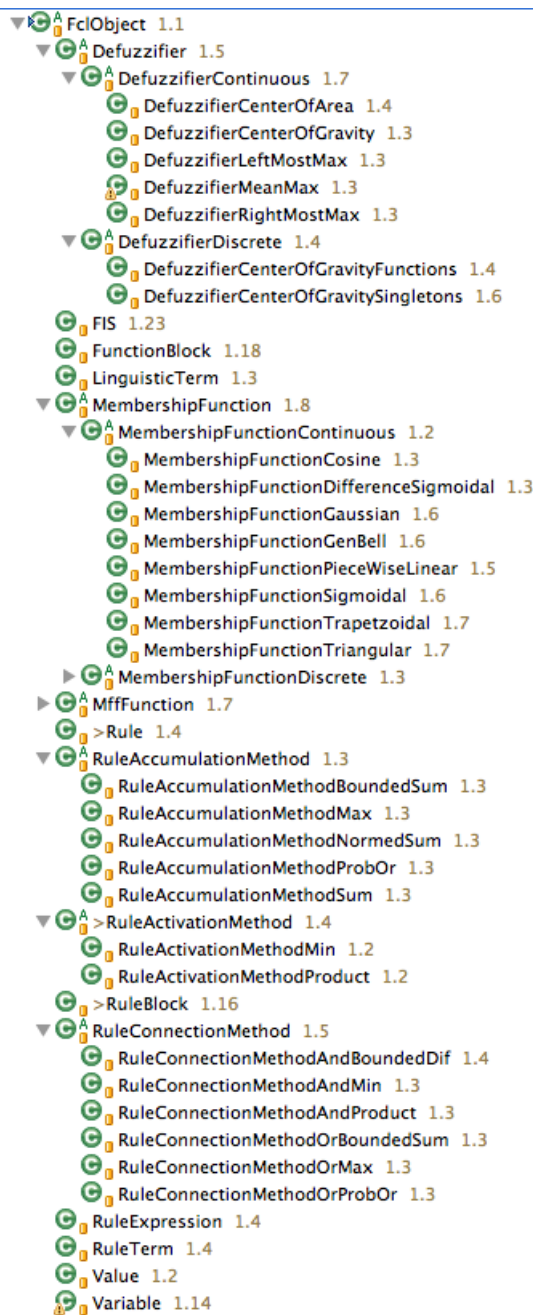 FclObject 1.1
Defuzzifier 1.5
DefuzzifierContinuous 1.7
DefuzzifierCenterOfArea 1.4
DefuzzifierCenterOfGravity 1.3
DefuzzifierLeftMostMax 1.3
DefuzzifierMeanMax 1.3
DefuzzifierRightMostMax 1.3
DefuzzifierDiscrete 1.4
DefuzzifierCenterOfGravityFunctions 1.4
DefuzzifierCenterOfGravitySingletons 1.6
FIS 1.23
FunctionBlock 1.18
LinguisticTerm 1.3
MembershipFunction 1.8
MembershipFunctionContinuous 1.2
MembershipFunctionCosine 1.3
MembershipFunctionDifferenceSigmoidal 1.3
MembershipFunctionGaussian 1.6
MembershipFunctionGenBell 1.6
MembershipFunctionPieceWiseLinear 1.5
MembershipFunctionSigmoidal 1.6
MembershipFunctionTrapetzoidal 1.7
MembershipFunctionTriangular 1.7
MembershipFunctionDiscrete 1.3
MffFunction 1.7
>Rule 1.4
RuleAccumulationMethod 1.3
RuleAccumulationMethodBoundedSum 1.3
RuleAccumulationMethodMax 1.3
RuleAccumulationMethodNormedSum 1.3
RuleAccumulationMethodProbOr 1.3
RuleAccumulationMethodSum 1.3
>RuleActivationMethod 1.4
RuleActivationMethodMin 1.2
RuleActivationMethodProduct 1.2
>RuleBlock 1.16
RuleConnectionMethod 1.5
RuleConnectionMethodAndBoundedDif 1.4
RuleConnectionMethodAndMin 1.3
RuleConnectionMethodAndProduct 1.3
RuleConnectionMethodOrBoundedSum 1.3
RuleConnectionMethodOrMax 1.3
RuleConnectionMethodOrProbOr 1.3
RuleExpression 1.4
RuleTerm 1.4
Value 1.2
Variable 1.14